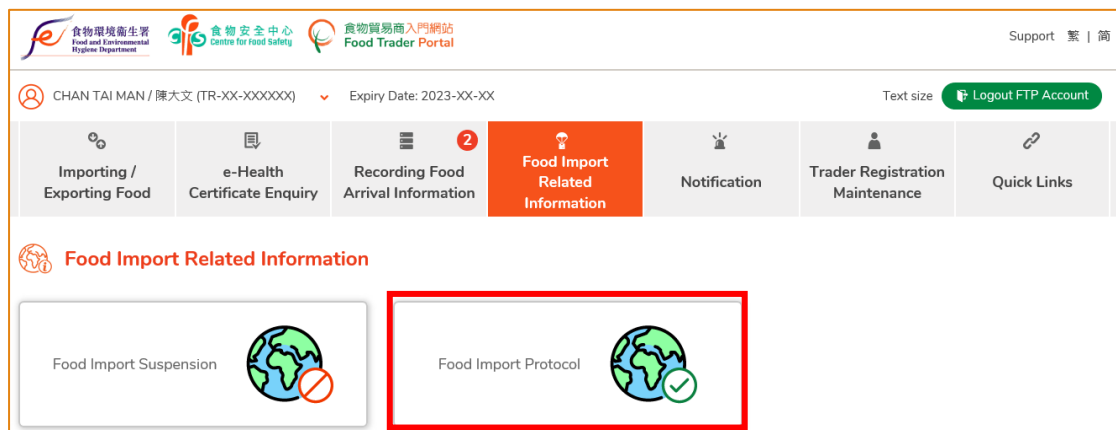 食物環境衞生署
Food and Environmental
Hygiene Department
食物安全中心
Centre for Food Safety
食物貿易商入門網站
Food Trader Portal
Support 繁 | 简
CHAN TAI MAN / 陳大文 (TR-XX-XXXXXX)
Expiry Date: 2023-XX-XX
Text size
Logout FTP Account
Importing /
Exporting Food
e-Health
Certificate Enquiry
2
Recording Food
Arrival Information
Food Import
Related
Information
Notification
Trader Registration
Maintenance
Quick Links
Food Import Related Information
Food Import Suspension
Food Import Protocol